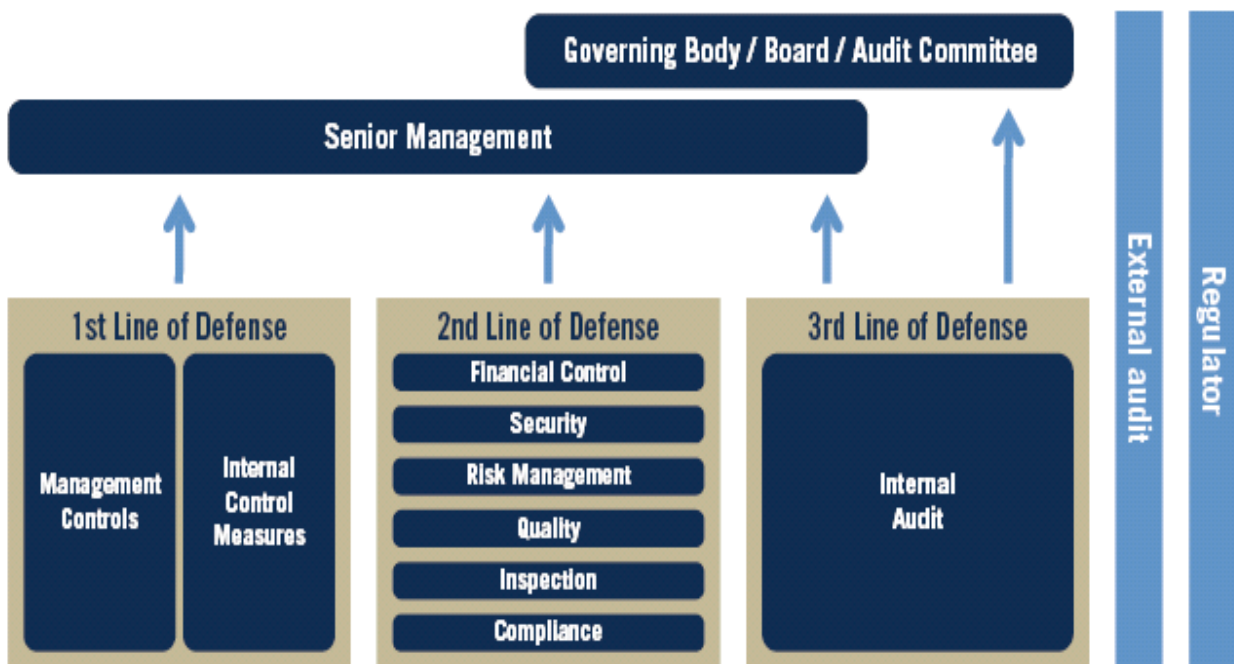 Governing Body / Board / Audit Committee
Senior Management
1st Line of Defense
Management
Controls
Internal
Control
Measures
2nd Line of Defense
Financial Control
Security
Risk Management
Quality
Inspection
Compliance
3rd Line of Defense
Internal
Audit
External audit
Regulator